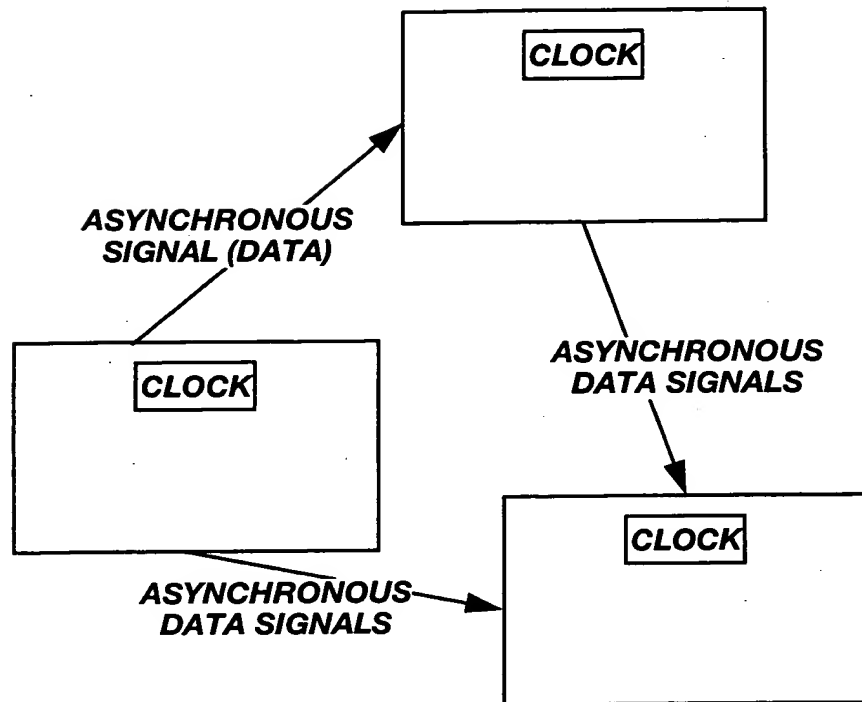 CLOCK
ASYNCHRONOUS
SIGNAL (DATA)
CLOCK
ASYNCHRONOUS
DATA SIGNALS
CLOCK
ASYNCHRONOUS
DATA SIGNALS